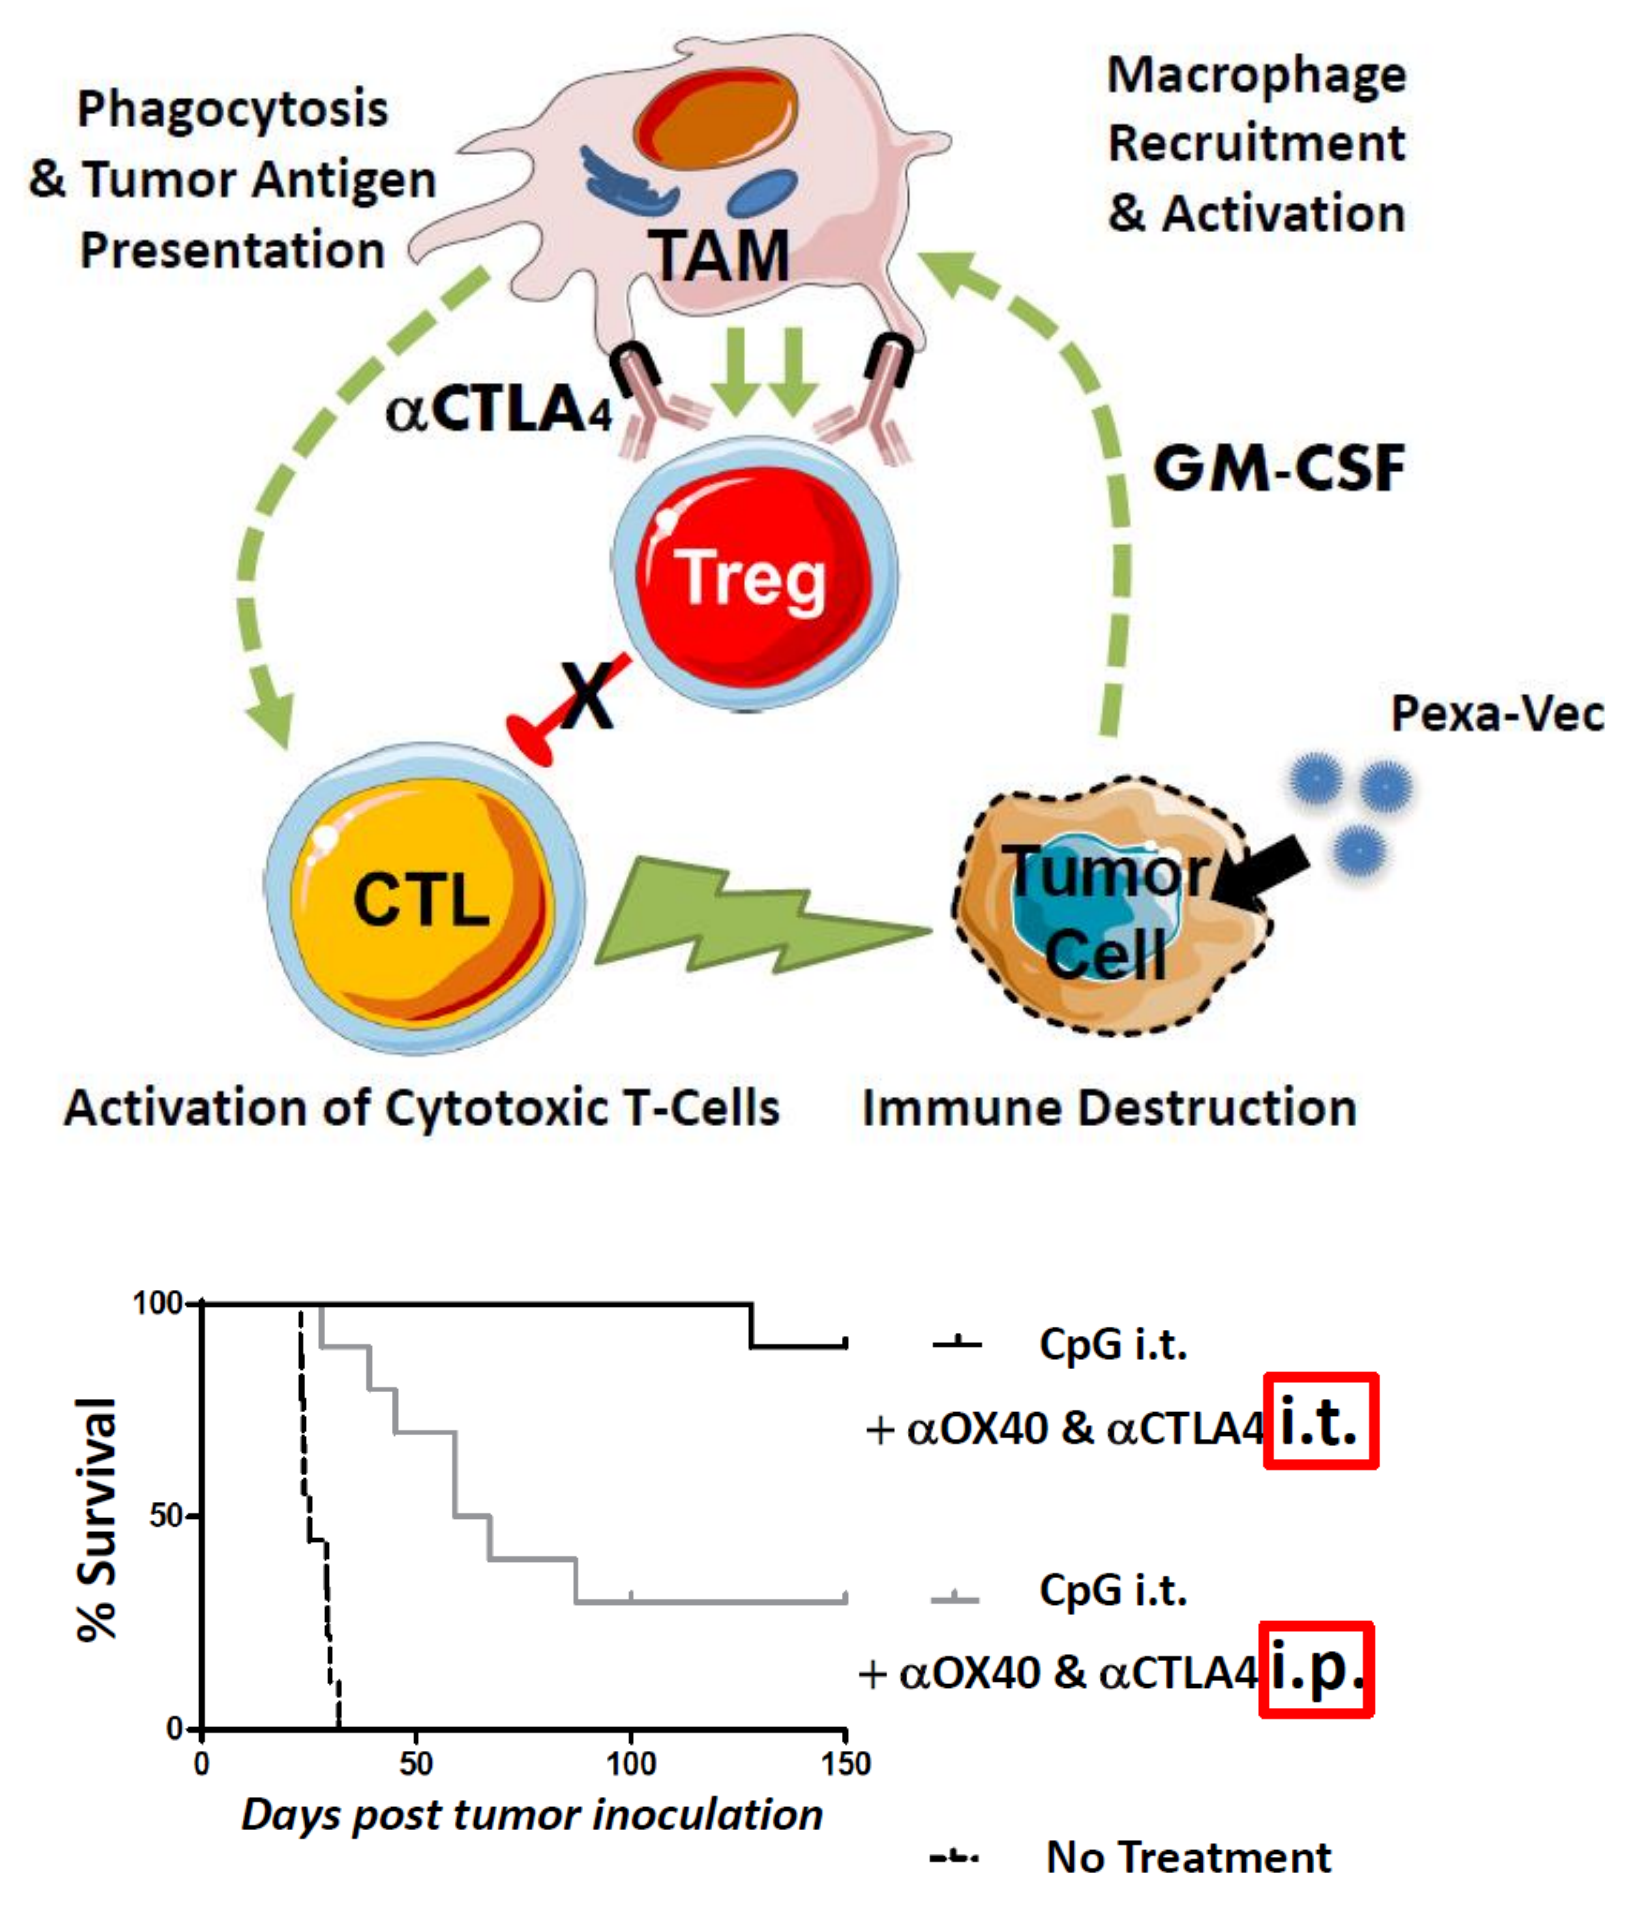 Phagocytosis
& Tumor Antigen
Presentation
Macrophage
Recruitment
& Activation
TAM
αCTLA4
GM-CSF
Treg
X
Pexa-Vec
CTL
Tumor
Cell
Activation of Cytotoxic T-Cells
Immune Destruction
% Survival
100
50
0
0 50 100 150
Days post tumor inoculation
CpG i.t.
+ αOX40 & αCTLA4 i.t.
CpG i.t.
+ αOX40 & αCTLA4 i.p.
No Treatment